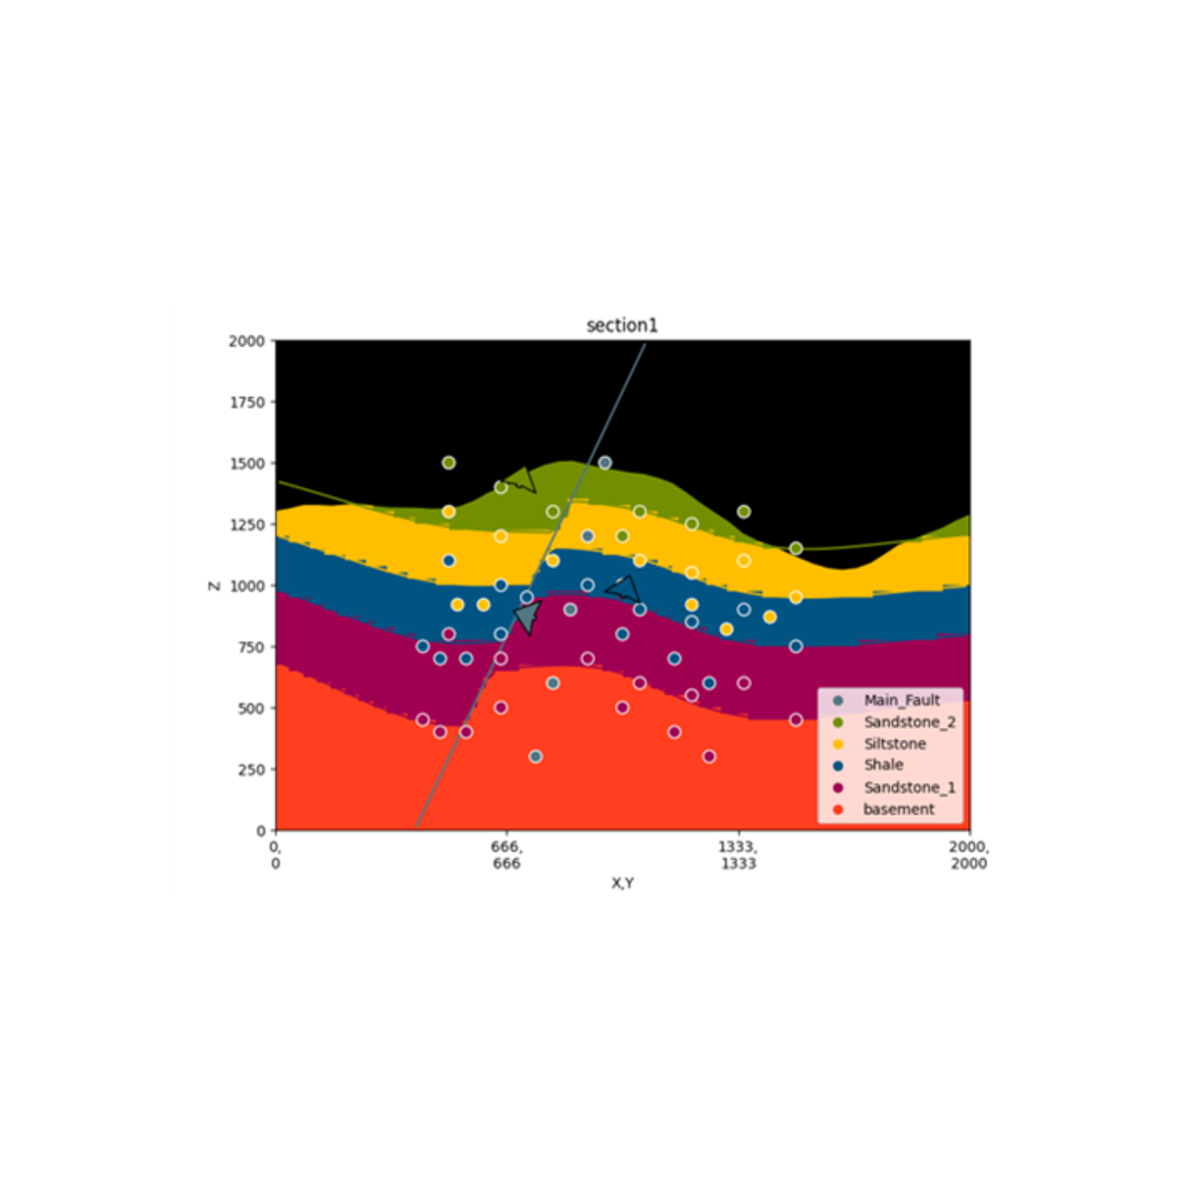 section1
2000
1750
1500
1250
1000
750
500
250
0
Z
0,
0
666,
666
1333,
1333
2000,
2000
X,Y
Main_Fault
Sandstone_2
Siltstone
Shale
Sandstone_1
basement